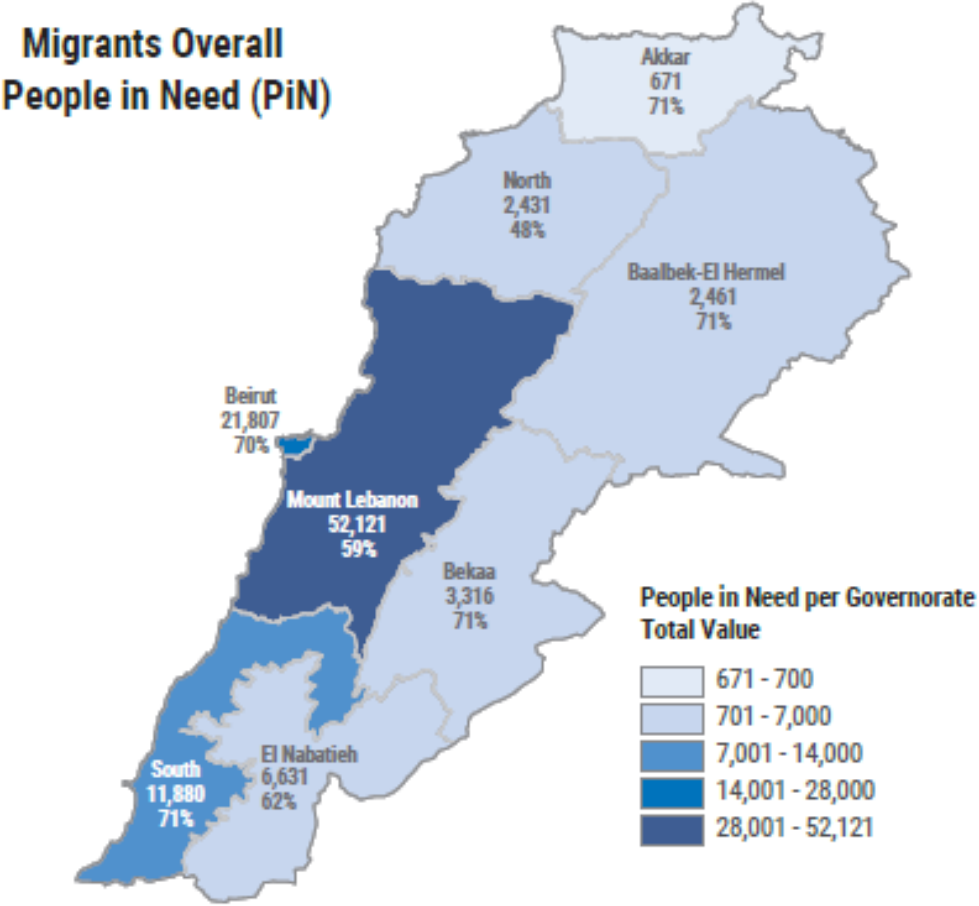 Migrants Overall
People in Need (PiN)
Akkar
671
71%
North
2,431
48%
Baalbek-El Hermel
2,461
71%
Beirut
21,807
70%
Mount Lebanon
52,121
59%
Bekaa
3,316
71%
People in Need per Governorate
Total Value
671 - 700
701 - 7,000
7,001 - 14,000
14,001 - 28,000
28,001 - 52,121
El Nabatieh
6,631
62%
South
11,880
71%